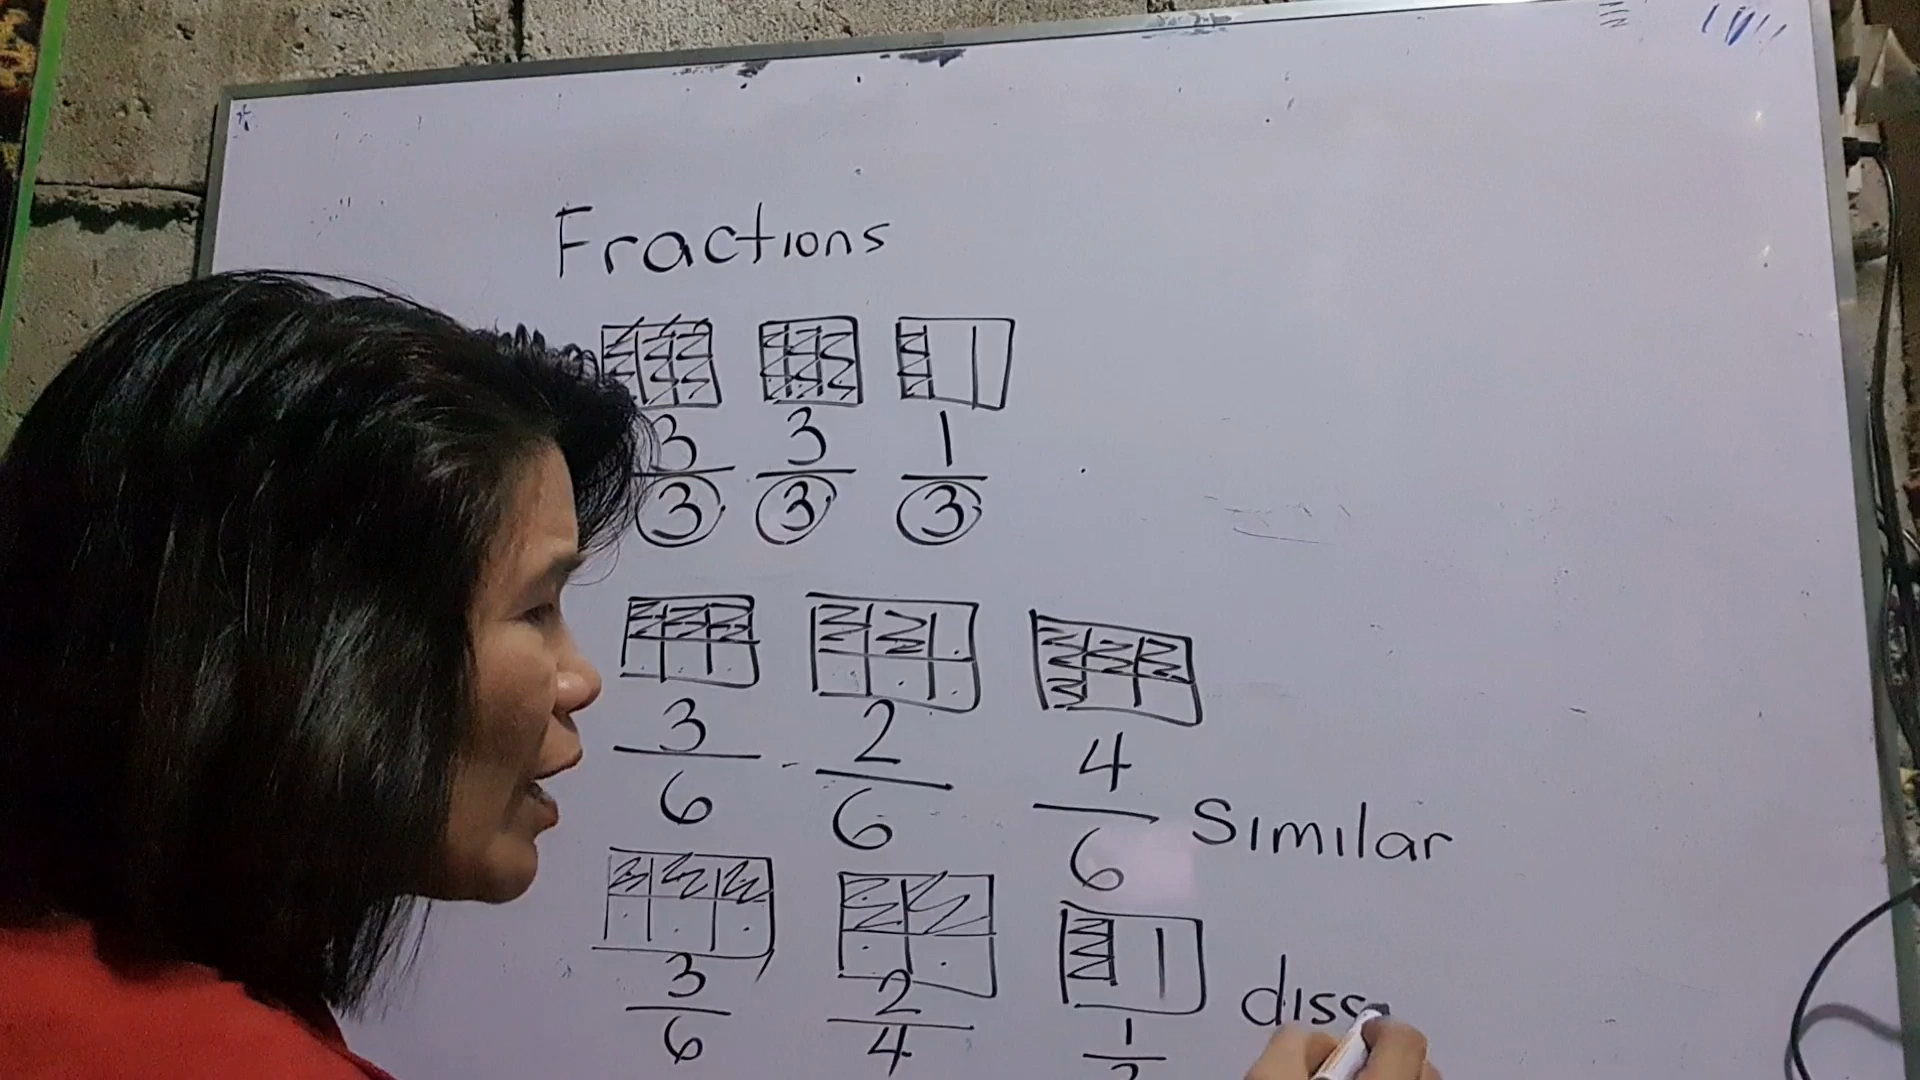 Fractions
3/3 3/3 1/3
3/6 - 2/6 4/6 Similar
3/6 2/4 1/3 diss